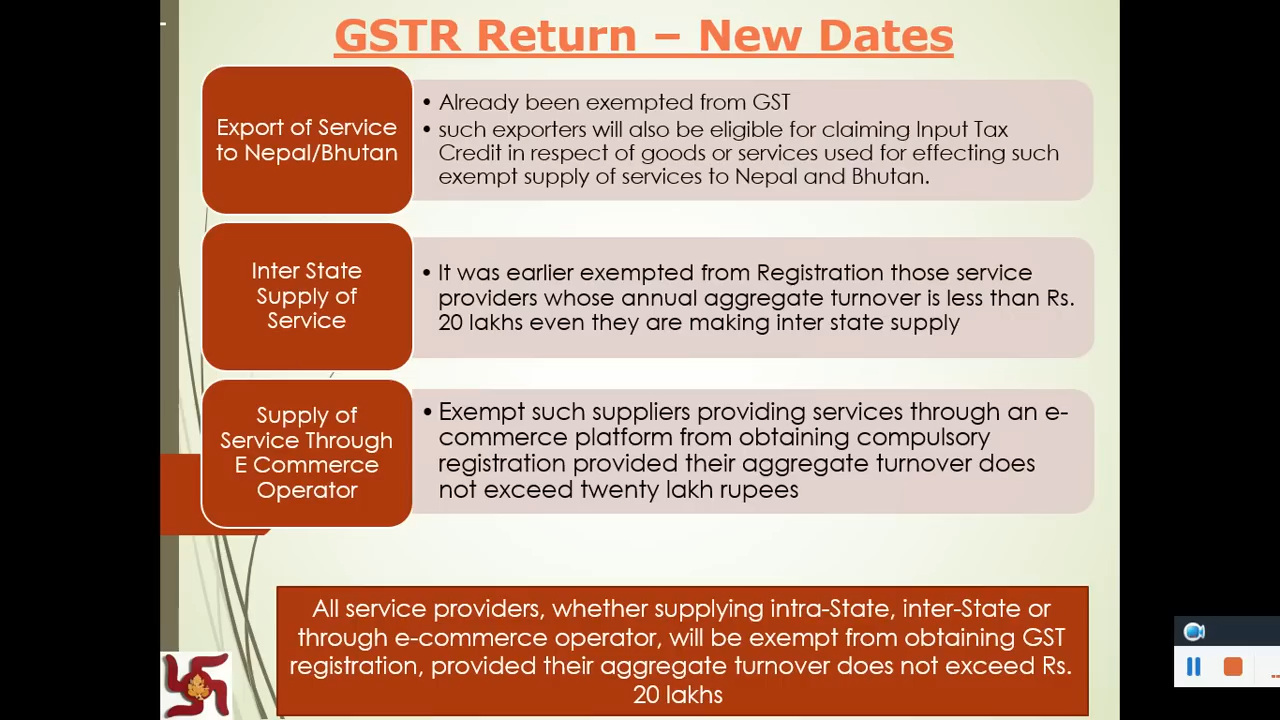 GSTR Return – New Dates
Export of Service
to Nepal/Bhutan
• Already been exempted from GST
• such exporters will also be eligible for claiming Input Tax
Credit in respect of goods or services used for effecting such
exempt supply of services to Nepal and Bhutan.
Inter State
Supply of
Service
• It was earlier exempted from Registration those service
providers whose annual aggregate turnover is less than Rs.
20 lakhs even they are making inter state supply
Supply of
Service Through
E Commerce
Operator
• Exempt such suppliers providing services through an e-
commerce platform from obtaining compulsory
registration provided their aggregate turnover does
not exceed twenty lakh rupees
All service providers, whether supplying intra-State, inter-State or
through e-commerce operator, will be exempt from obtaining GST
registration, provided their aggregate turnover does not exceed Rs.
20 lakhs